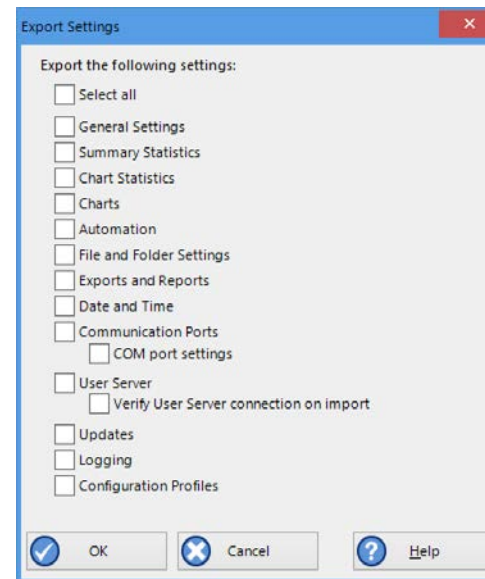 Export Settings
Export the following settings:
Select all
General Settings
Summary Statistics
Chart Statistics
Charts
Automation
File and Folder Settings
Exports and Reports
Date and Time
Communication Ports
COM port settings
User Server
Verify User Server connection on import
Updates
Logging
Configuration Profiles
OK Cancel Help